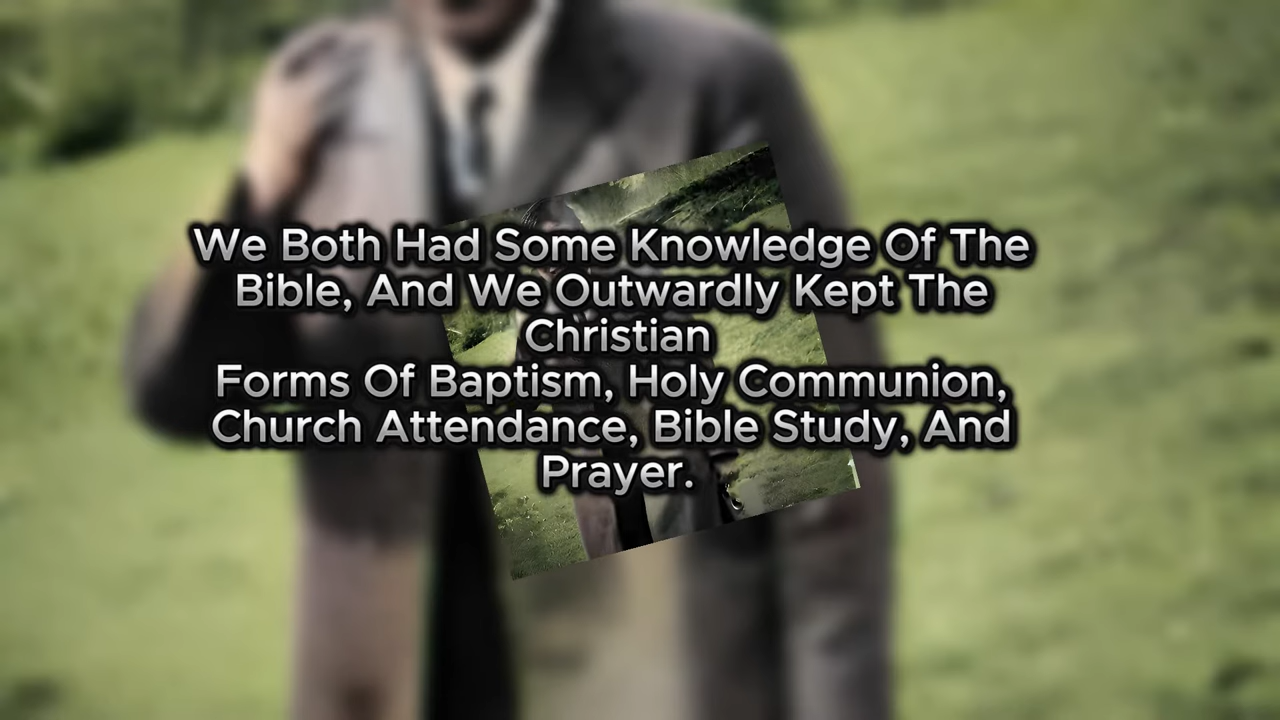 We Both Had Some Knowledge Of The
Bible, And We Outwardly Kept The
Christian
Forms Of Baptism, Holy Communion,
Church Attendance, Bible Study, And
Prayer.